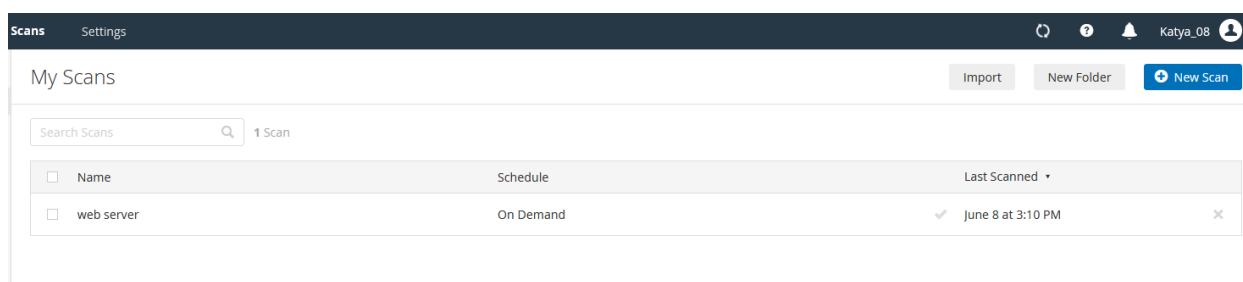 Scans Settings Katya_08
My Scans Import New Folder New Scan
Search Scans 1 Scan
Name Schedule Last Scanned
web server On Demand June 8 at 3:10 PM